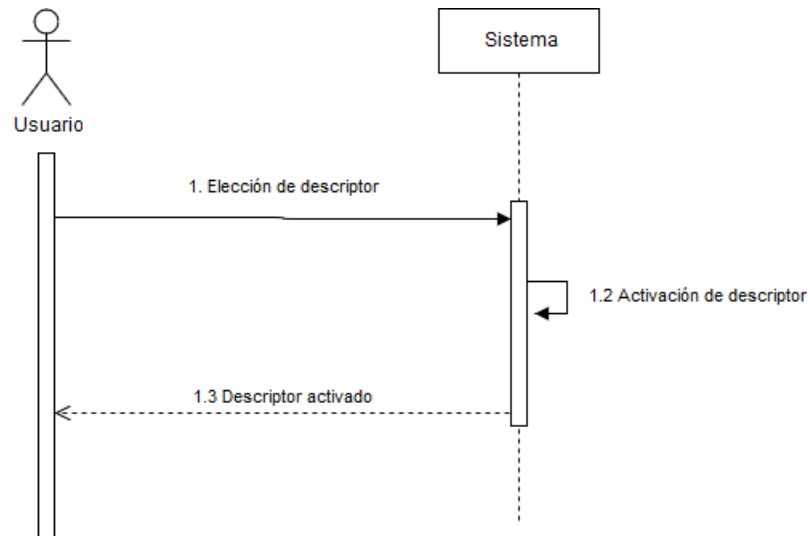 Sistema
Usuario
1. Elección de descriptor
1.2 Activación de descriptor
1.3 Descriptor activado